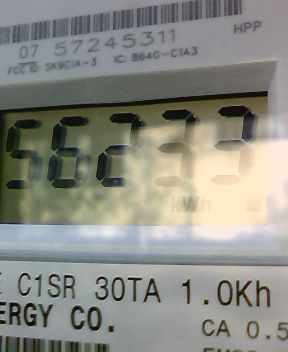 07 57245311 HPP
FCC ID: SK9C1A-3 IC: 864G-C1A3
56233
kWh
C1SR 30TA 1.0Kh
ERGY CO.
CA 0.5